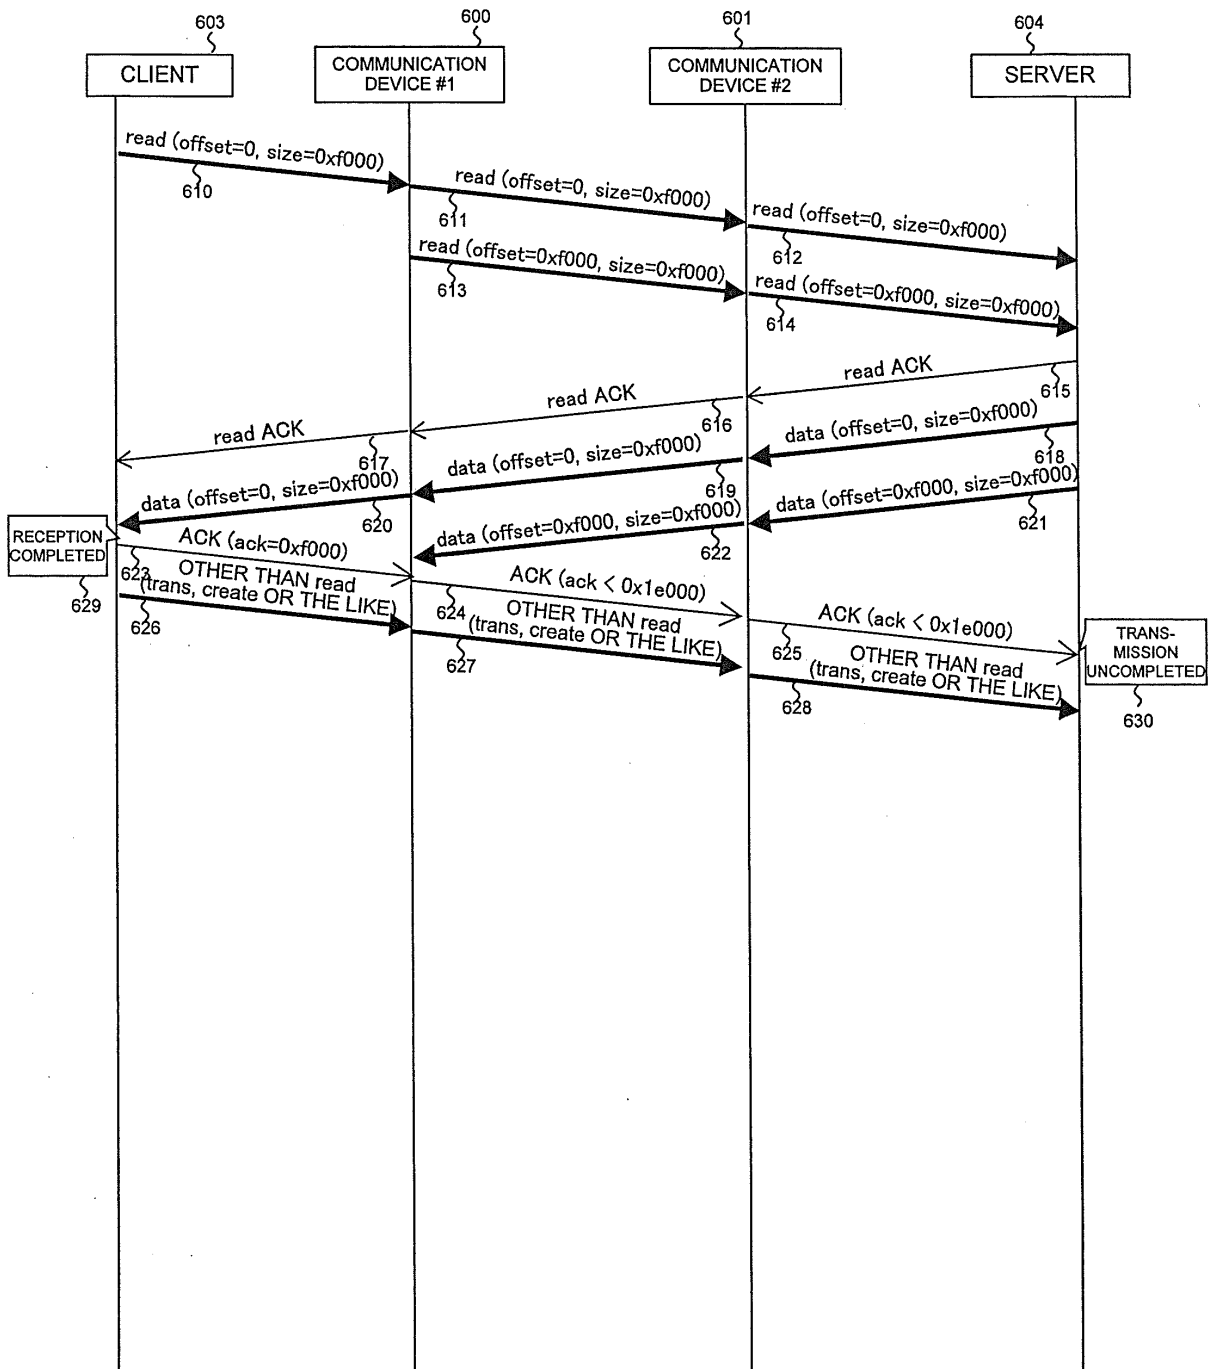 603
600
601
604
CLIENT
COMMUNICATION
DEVICE #1
COMMUNICATION
DEVICE #2
SERVER
read (offset=0, size=0xf000)
610
read (offset=0, size=0xf000)
611
read (offset=0, size=0xf000)
612
read (offset=0xf000, size=0xf000)
613
read (offset=0xf000, size=0xf000)
614
read ACK
615
read ACK
616
read ACK
617
data (offset=0, size=0xf000)
618
data (offset=0, size=0xf000)
619
data (offset=0, size=0xf000)
620
data (offset=0xf000, size=0xf000)
621
data (offset=0xf000, size=0xf000)
622
RECEPTION
COMPLETED
629
ACK (ack=0xf000)
623
ACK (ack < 0x1e000)
624
ACK (ack < 0x1e000)
625
OTHER THAN read
(trans, create OR THE LIKE)
626
OTHER THAN read
(trans, create OR THE LIKE)
627
OTHER THAN read
(trans, create OR THE LIKE)
628
TRANS-
MISSION
UNCOMPLETED
630